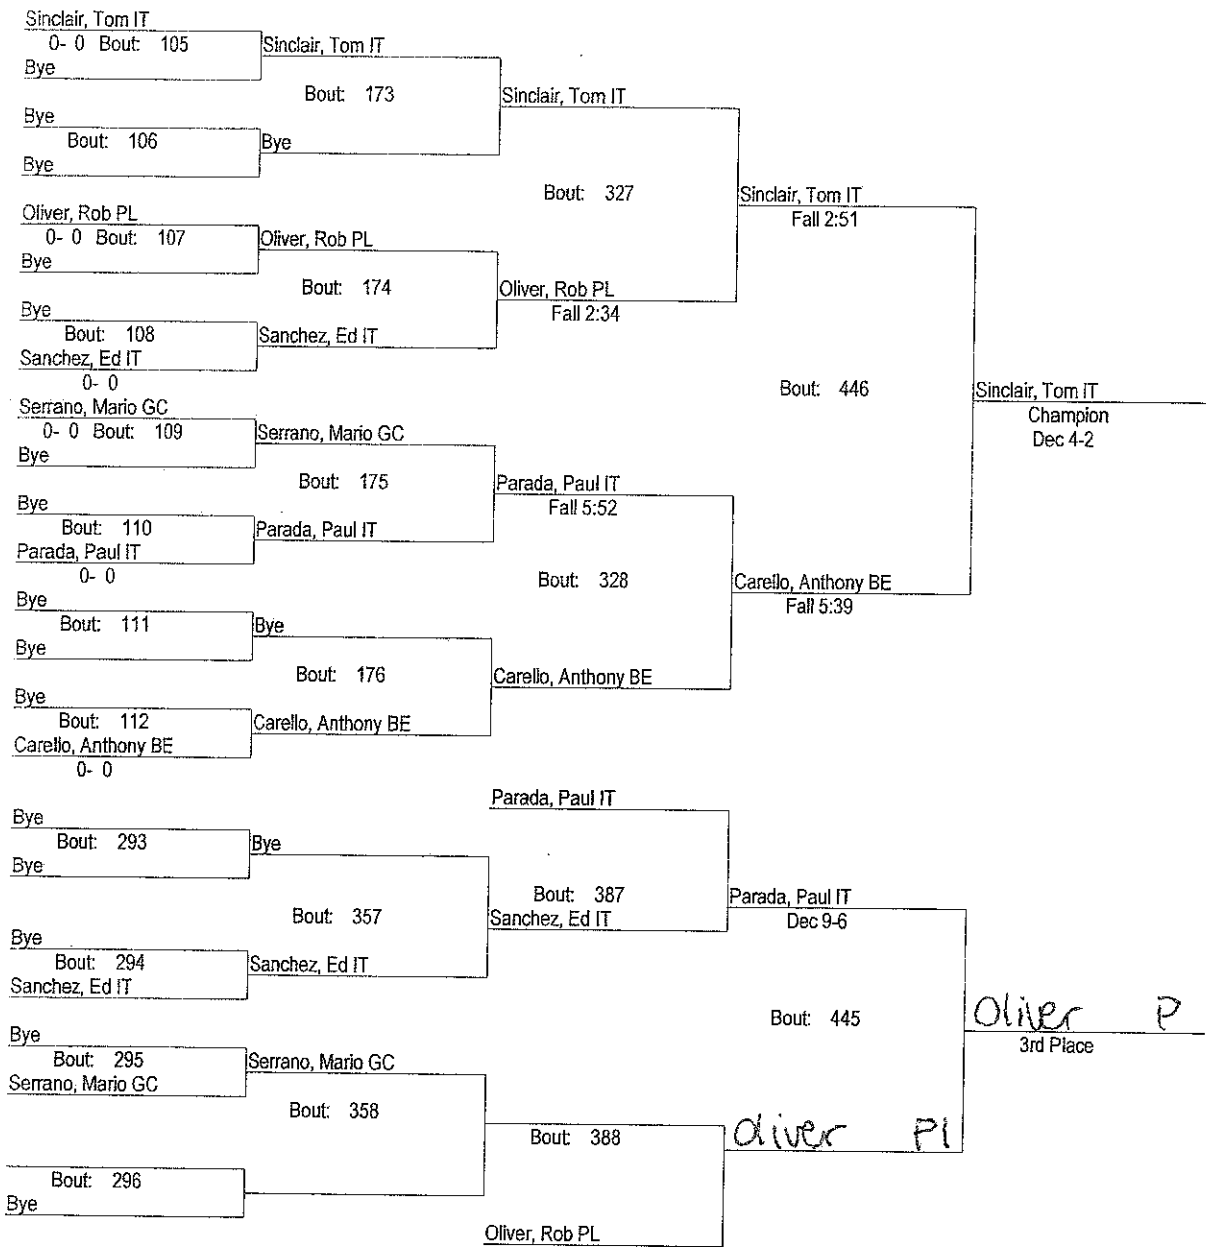 Sinclair, Tom IT
0- 0 Bout: 105
Bye
Sinclair, Tom IT
Bout: 173
Bye
Bout: 106
Bye
Bye
Sinclair, Tom IT
Bout: 327
Oliver, Rob PL
0- 0 Bout: 107
Bye
Oliver, Rob PL
Bout: 174
Bye
Bout: 108
Sanchez, Ed IT
0- 0
Sanchez, Ed IT
Oliver, Rob PL
Fall 2:34
Sinclair, Tom IT
Fall 2:51
Bout: 446
Serrano, Mario GC
0- 0 Bout: 109
Bye
Serrano, Mario GC
Bout: 175
Bye
Bout: 110
Parada, Paul IT
0- 0
Parada, Paul IT
Parada, Paul IT
Fall 5:52
Bout: 328
Bye
Bout: 111
Bye
Bye
Bout: 176
Bye
Bout: 112
Carello, Anthony BE
0- 0
Carello, Anthony BE
Carello, Anthony BE
Carello, Anthony BE
Fall 5:39
Sinclair, Tom IT
Champion
Dec 4-2
Bye
Bout: 293
Bye
Bye
Bout: 357
Bye
Bout: 294
Sanchez, Ed IT
Sanchez, Ed IT
Parada, Paul IT
Bout: 387
Sanchez, Ed IT
Parada, Paul IT
Dec 9-6
Bout: 445
Bye
Bout: 295
Serrano, Mario GC
Serrano, Mario GC
Bout: 358
Bout: 296
Bye
Bout: 388
Oliver, Rob PL
Oliver Pl
Oliver P
3rd Place